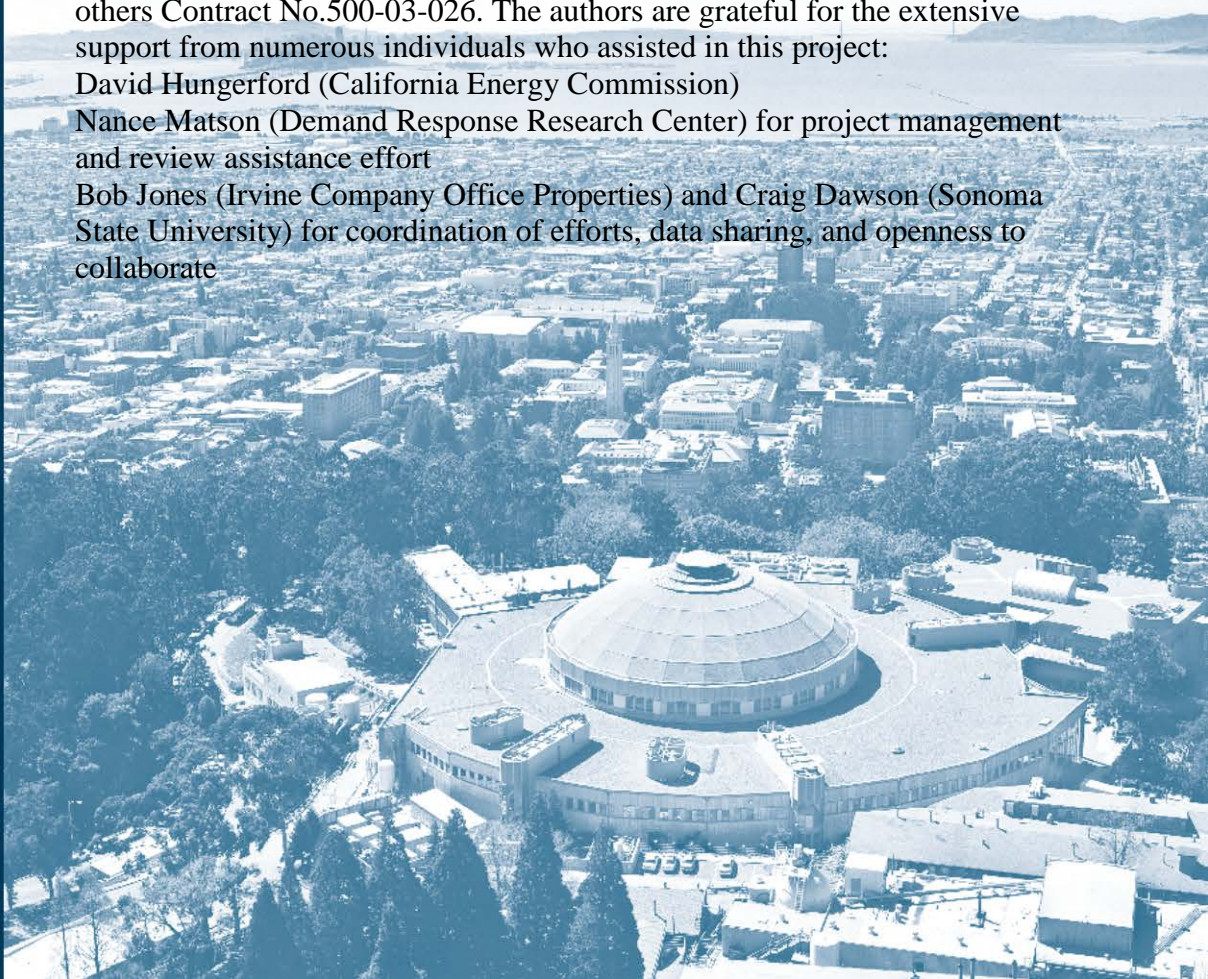 others Contract No.500-03-026. The authors are grateful for the extensive
support from numerous individuals who assisted in this project:
David Hungerford (California Energy Commission)
Nance Matson (Demand Response Research Center) for project management
and review assistance effort
Bob Jones (Irvine Company Office Properties) and Craig Dawson (Sonoma
State University) for coordination of efforts, data sharing, and openness to
collaborate